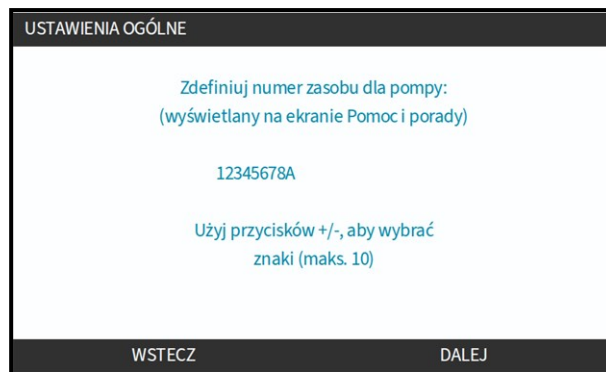 USTAWIENIA OGÓLNE
Zdefiniuj numer zasobu dla pompy:
(wyświetlany na ekranie Pomoc i porady)
12345678A
Użyj przycisków +/-, aby wybrać
znaki (maks. 10)
WSTECZ DALEJ